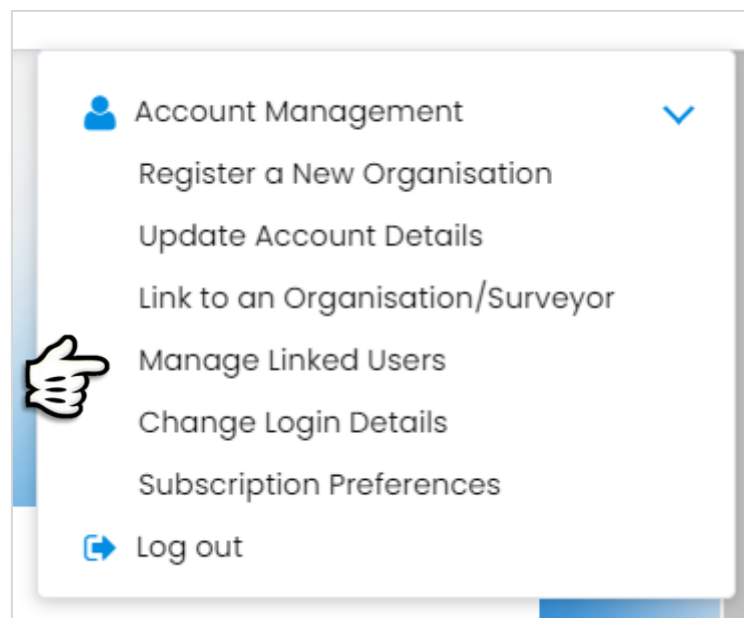 Account Management
Register a New Organisation
Update Account Details
Link to an Organisation/Surveyor
Manage Linked Users
Change Login Details
Subscription Preferences
Log out